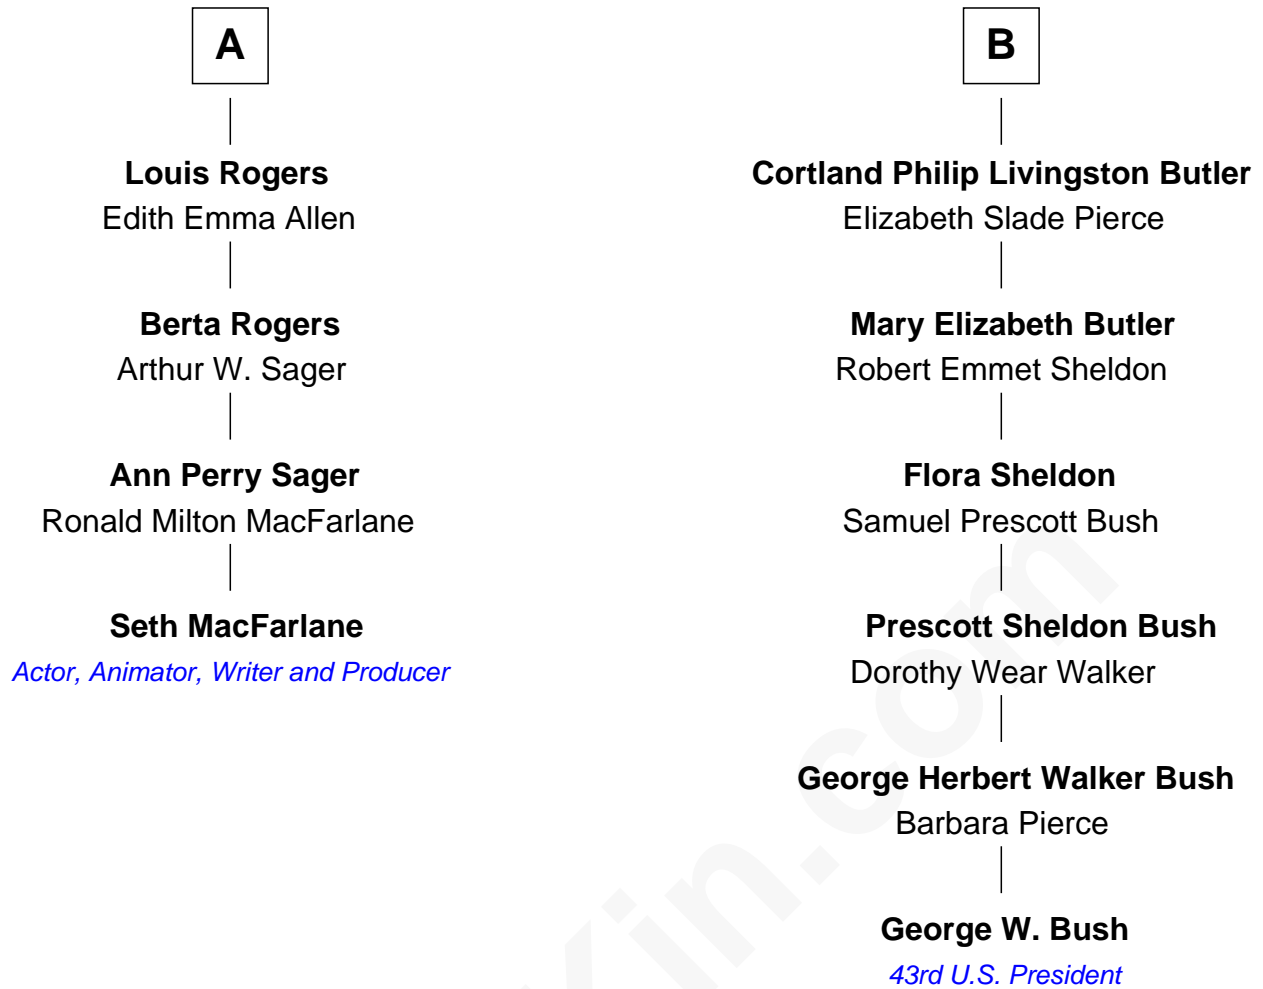 A
Louis Rogers
Edith Emma Allen
Berta Rogers
Arthur W. Sager
Ann Perry Sager
Ronald Milton MacFarlane
Seth MacFarlane
Actor, Animator, Writer and Producer
B
Cortland Philip Livingston Butler
Elizabeth Slade Pierce
Mary Elizabeth Butler
Robert Emmet Sheldon
Flora Sheldon
Samuel Prescott Bush
Prescott Sheldon Bush
Dorothy Wear Walker
George Herbert Walker Bush
Barbara Pierce
George W. Bush
43rd U.S. President
Kin.com